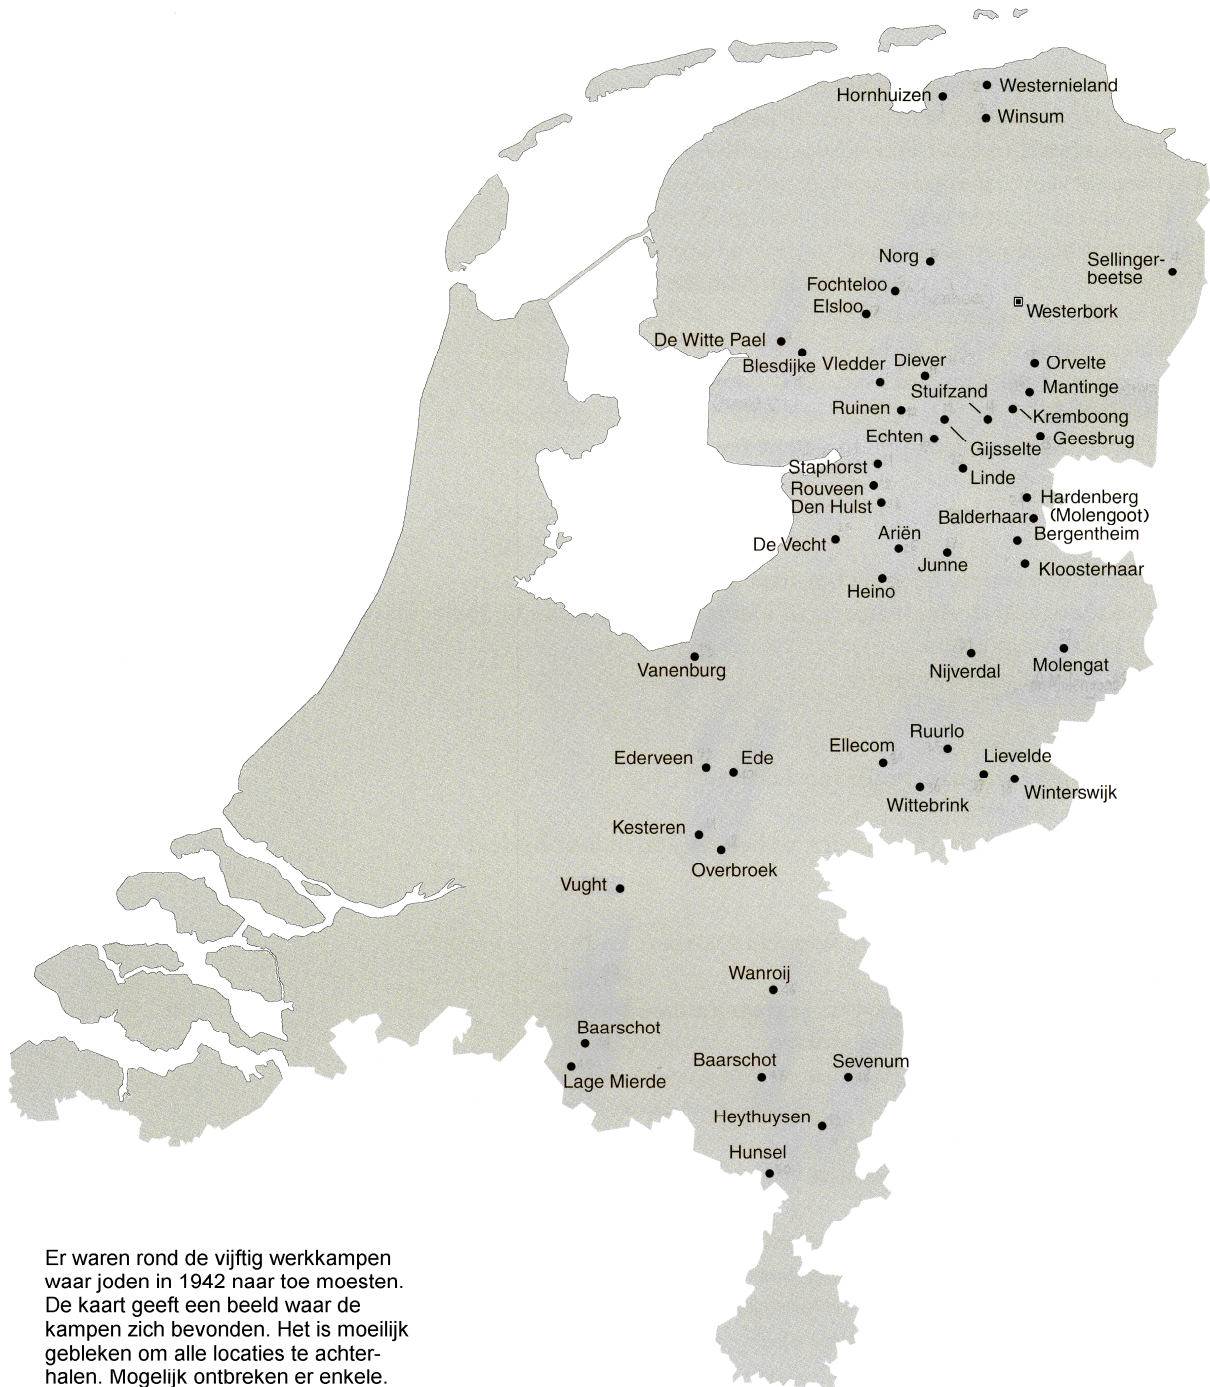 Westernieland
Hornhuizen
Winsum
Norg
Sellinger-
beetse
Fochteloo
Elsloo
Westerbork
De Witte Pael
Blesdijke
Vledder
Diever
Orvelte
Stuifzand
Mantinge
Ruinen
Kremboong
Echten
Geesbrug
Gijsselte
Staphorst
Linde
Rouveen
Hardenberg
(Molengoot)
Den Hulst
Balderhaar
Ariën
Bergentheim
De Vecht
Junne
Kloosterhaar
Heino
Vanenburg
Nijverdal
Molengat
Ruurlo
Ellecom
Lievelde
Ederveen
Ede
Winterswijk
Wittebrink
Kesteren
Overbroek
Vught
Wanroij
Baarschot
Baarschot
Sevenum
Lage Mierde
Heythuysen
Hunsel
Er waren rond de vijftig werkkampen
waar joden in 1942 naar toe moesten.
De kaart geeft een beeld waar de
kampen zich bevonden. Het is moeilijk
gebleken om alle locaties te achter-
halen. Mogelijk ontbreken er enkele.